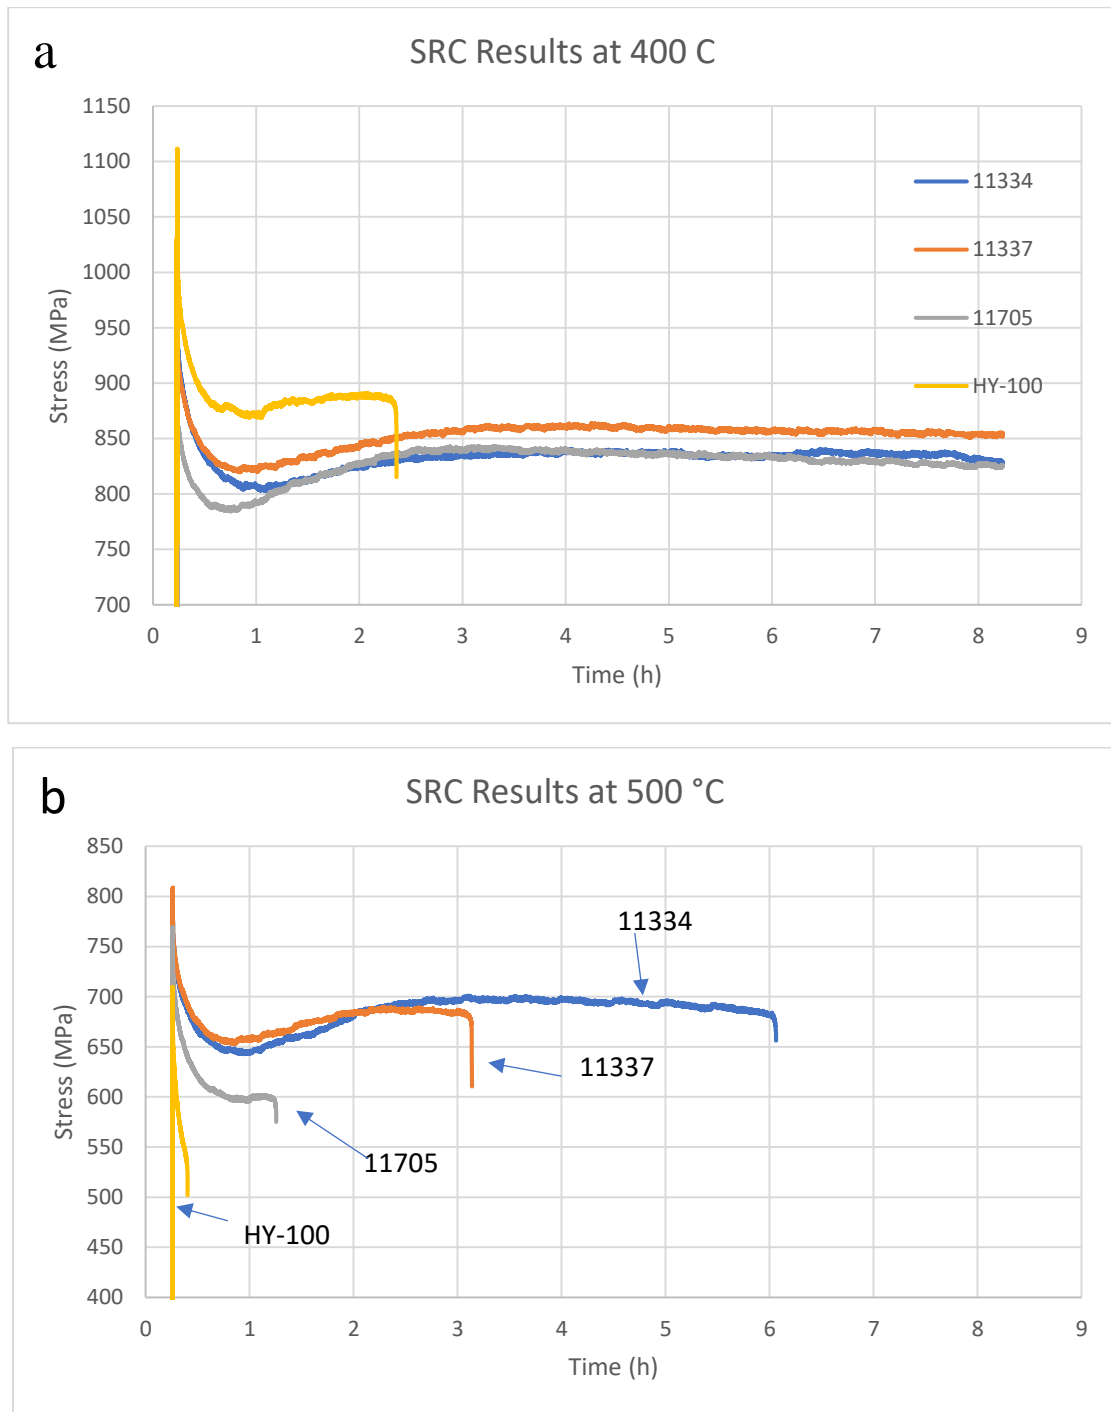 a
SRC Results at 400 C
1150
1100
1050
1000
950
900
850
800
750
700
Stress (MPa)
11334
11337
11705
HY-100
0 1 2 3 4 5 6 7 8 9
Time (h)
b
SRC Results at 500 °C
850
800
750
700
650
600
550
500
450
400
Stress (MPa)
11334
11337
11705
HY-100
0 1 2 3 4 5 6 7 8 9
Time (h)